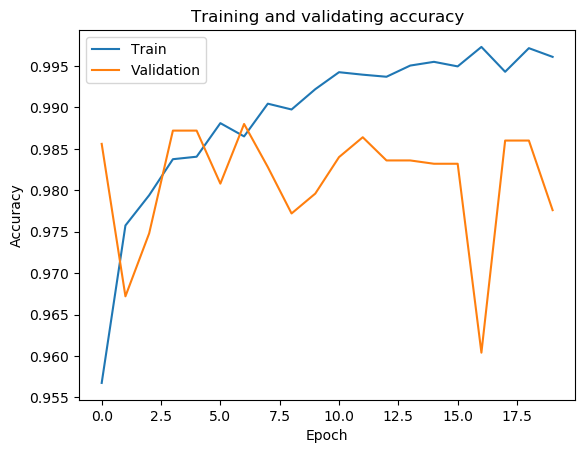 Training and validating accuracy
Train
Validation
0.995
0.990
0.985
0.980
0.975
0.970
0.965
0.960
0.955
Accuracy
0.0 2.5 5.0 7.5 10.0 12.5 15.0 17.5
Epoch